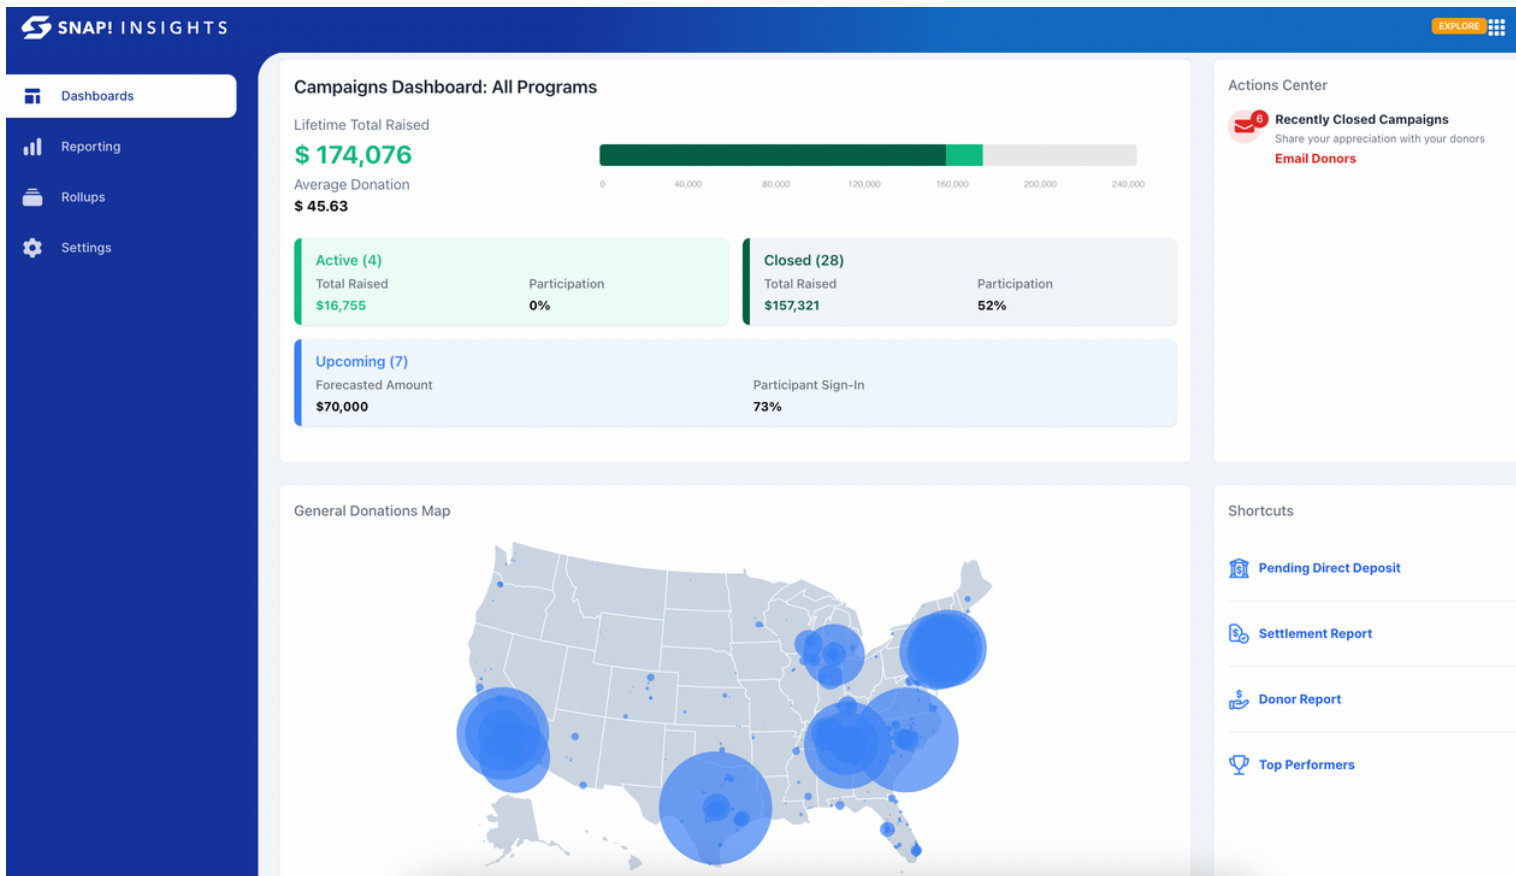 SNAP! INSIGHTS
EXPLORE
Dashboards
Reporting
Rollups
Settings
Campaigns Dashboard: All Programs
Lifetime Total Raised
$ 174,076
Average Donation
$ 45.63
0 40,000 80,000 120,000 160,000 200,000 240,000
Active (4)
Total Raised Participation
$16,755 0%
Closed (28)
Total Raised Participation
$157,321 52%
Upcoming (7)
Forecasted Amount Participant Sign-In
$70,000 73%
Actions Center
6
Recently Closed Campaigns
Share your appreciation with your donors
Email Donors
General Donations Map
Shortcuts
Pending Direct Deposit
Settlement Report
Donor Report
Top Performers